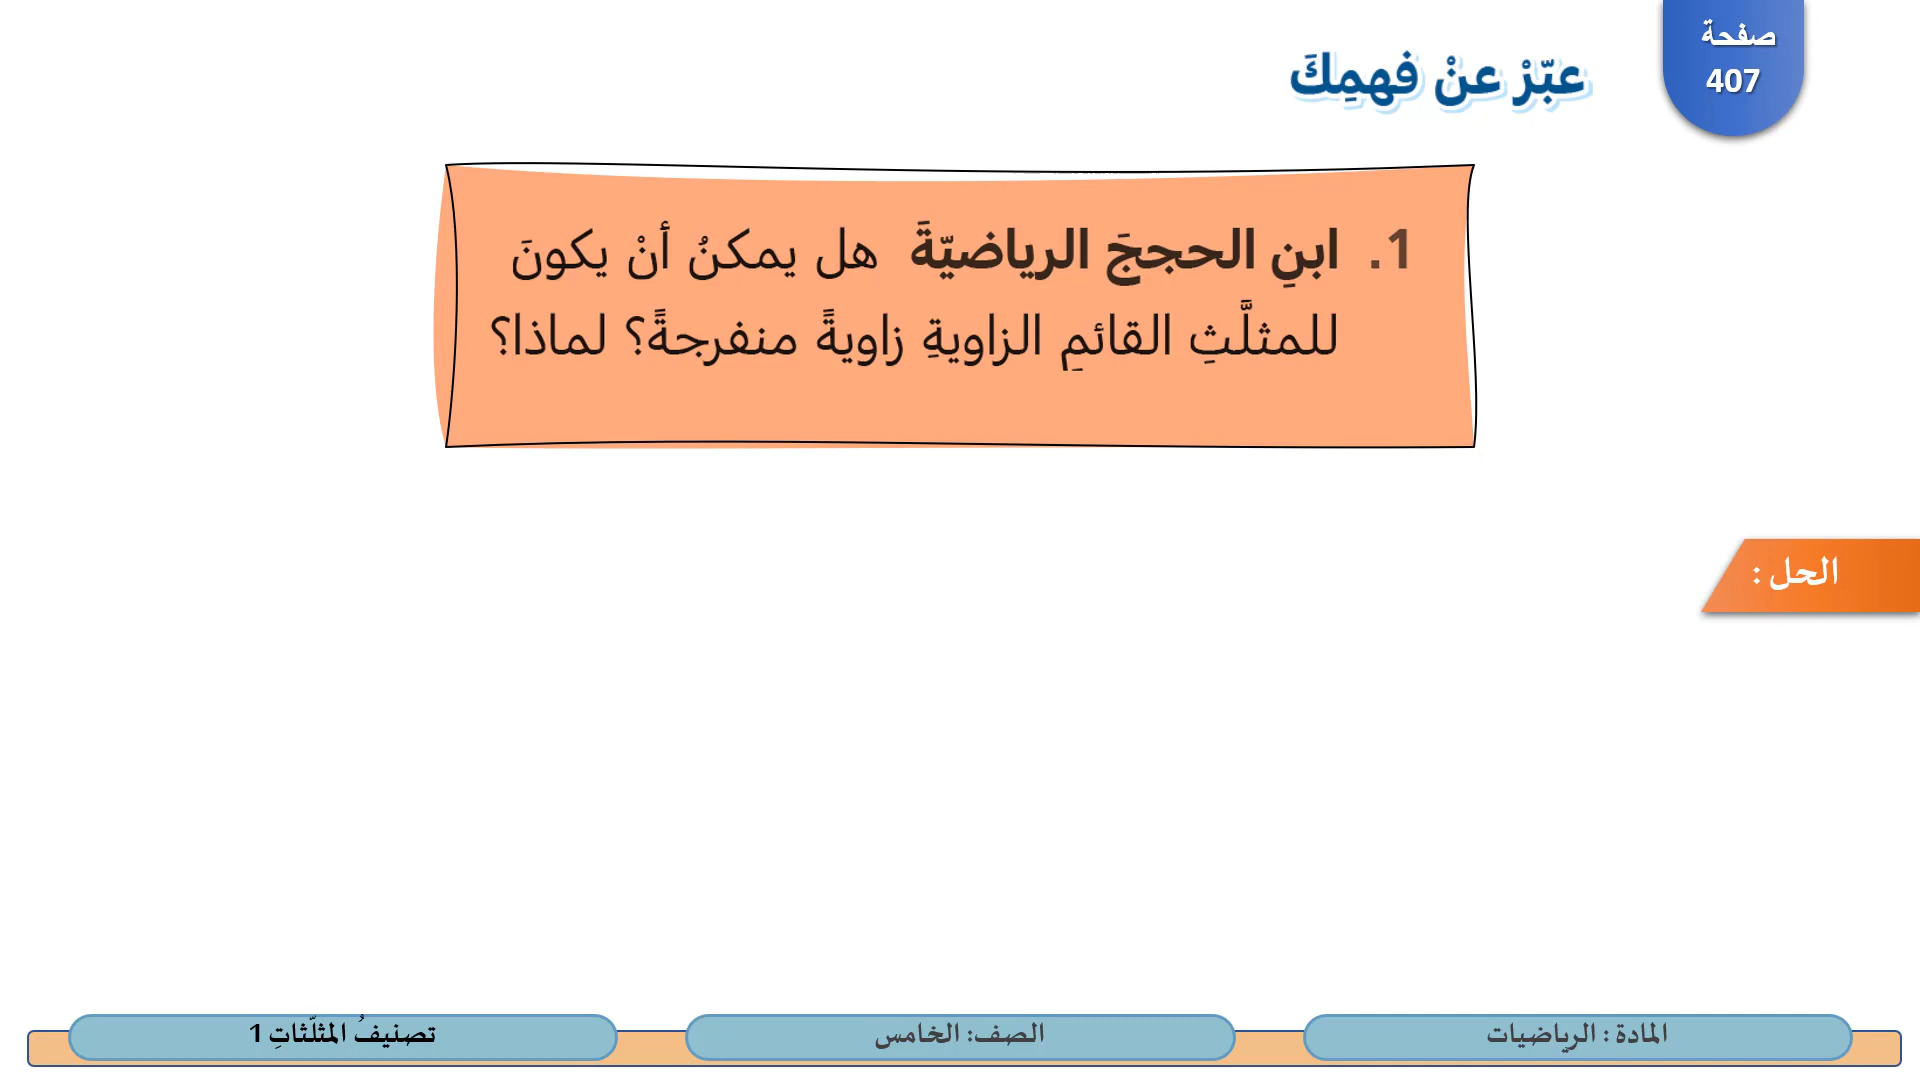 صفحة
407
عبّرْ عنْ فهمِكَ
1. ابنِ الحججَ الرياضيّةَ هل يمكنُ أنْ يكونَ
للمثلَّثِ القائمِ الزاويةِ زاويةً منفرجةً؟ لماذا؟
الحل :
المادة : الرياضيات
الصف: الخامس
تصنيفُ المثلّثاتِ 1